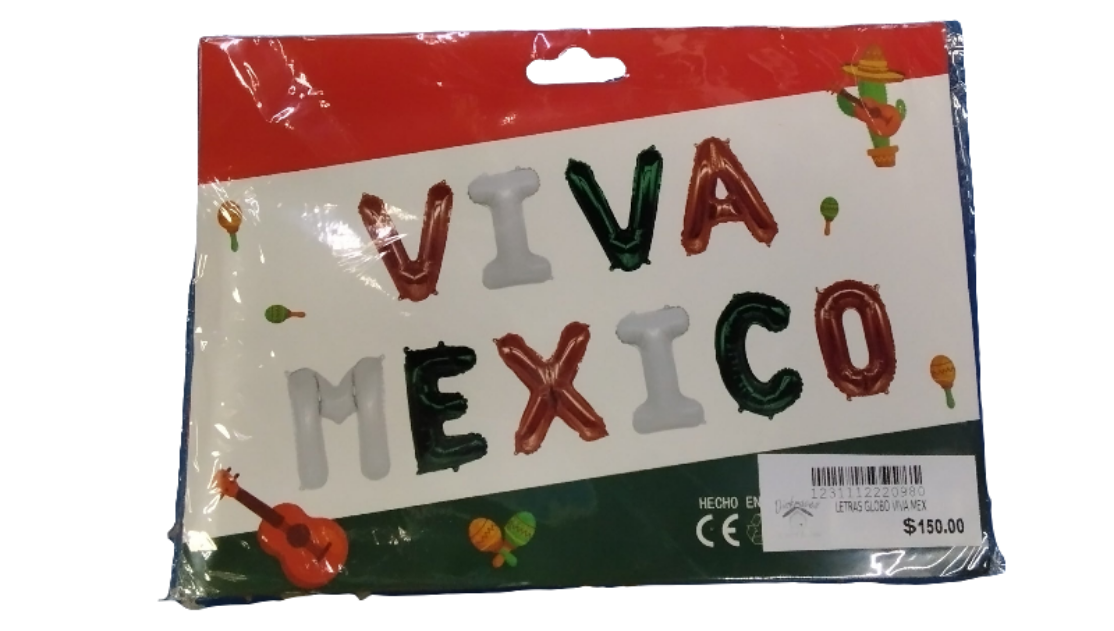 VIVA
MEXICO
HECHO EN
CE
1231112220980
LETRAS GLOBO VIVA MEX
$150.00